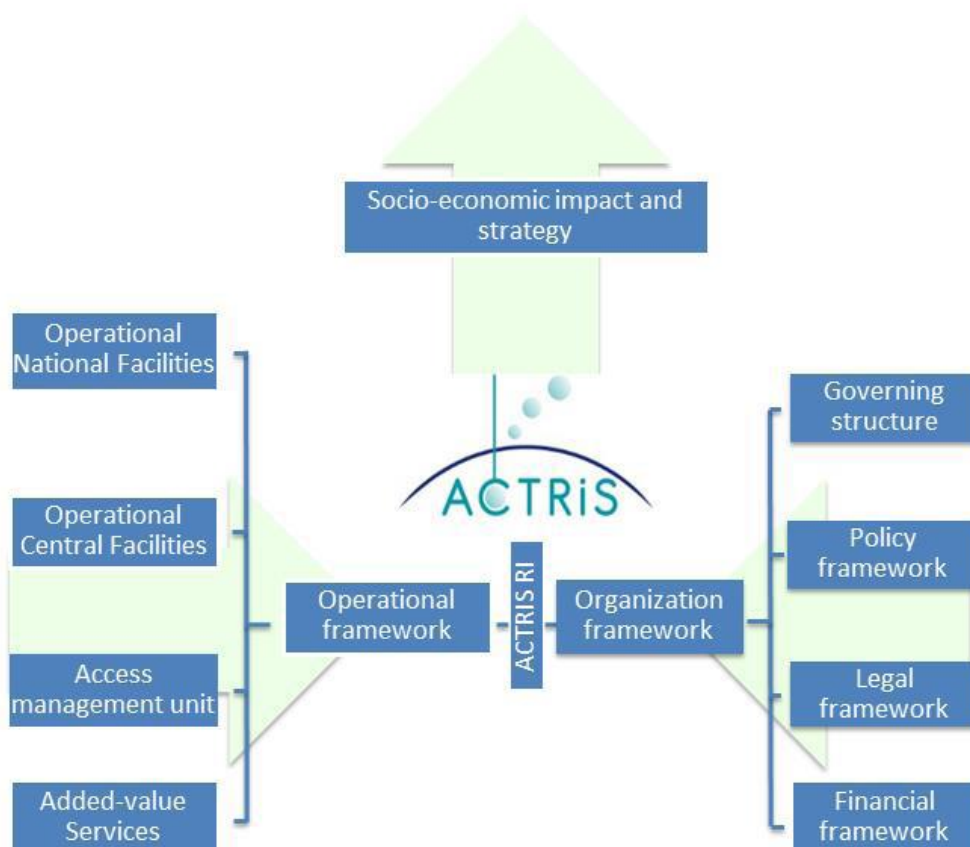 Socio-economic impact and
strategy
Operational
National Facilities
Operational
Central Facilities
Access
management unit
Added-value
Services
Operational
framework
ACTRiS
ACTRIS RI
Organization
framework
Governing
structure
Policy
framework
Legal
framework
Financial
framework